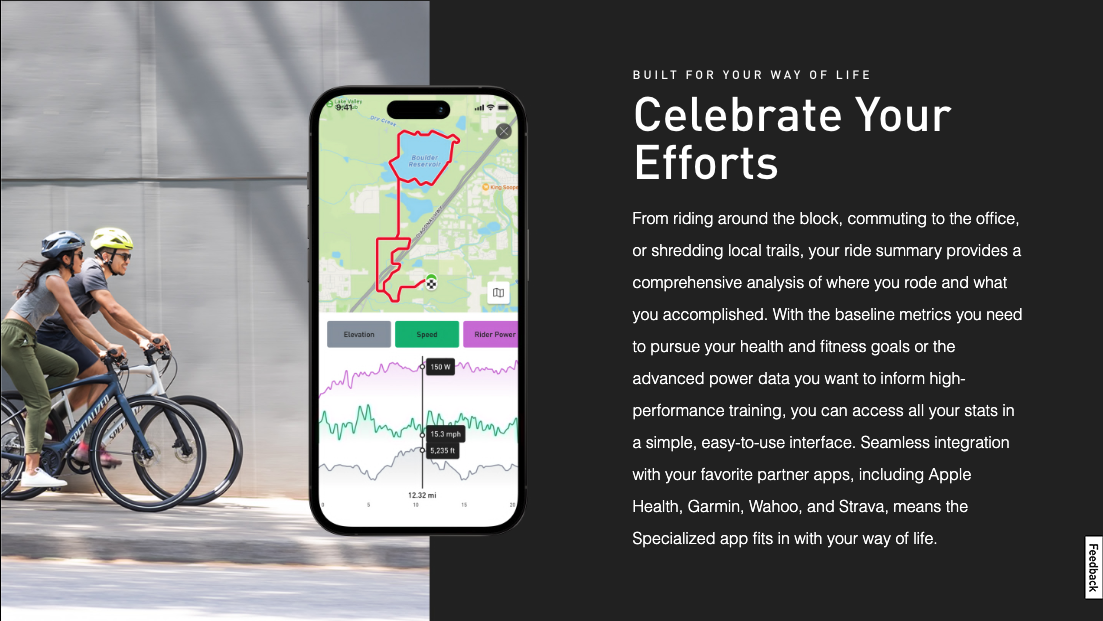 BUILT FOR YOUR WAY OF LIFE
Celebrate Your
Efforts
From riding around the block, commuting to the office,
or shredding local trails, your ride summary provides a
comprehensive analysis of where you rode and what
you accomplished. With the baseline metrics you need
to pursue your health and fitness goals or the
advanced power data you want to inform high-
performance training, you can access all your stats in
a simple, easy-to-use interface. Seamless integration
with your favorite partner apps, including Apple
Health, Garmin, Wahoo, and Strava, means the
Specialized app fits in with your way of life.
Lake Valley
9:41
Dry Creek
Boulder
Reservoir
King Soope
Elevation
Speed
Rider Power
150 W
15.3 mph
5,235 ft
12.32 mi
0 5 10 15 20
SPECIALIZED
Feedback